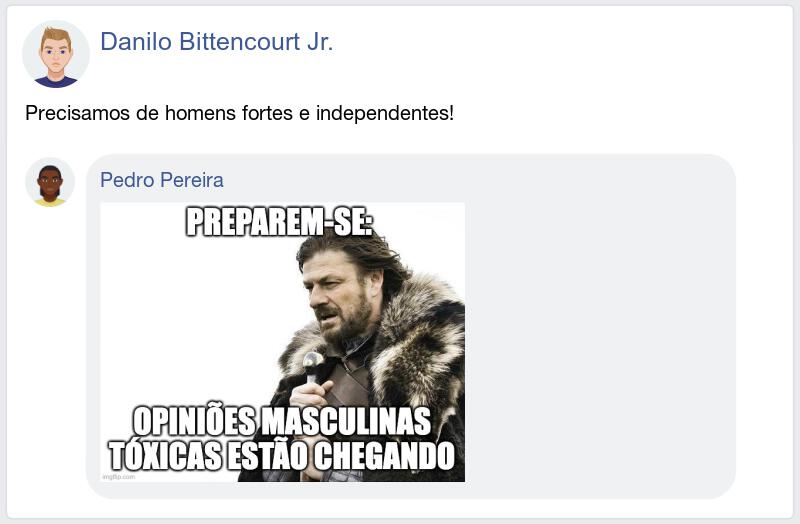 Danilo Bittencourt Jr.
Precisamos de homens fortes e independentes!
Pedro Pereira
PREPAREM-SE:
OPINIÕES MASCULINAS
TÓXICAS ESTÃO CHEGANDO
imgflip.com